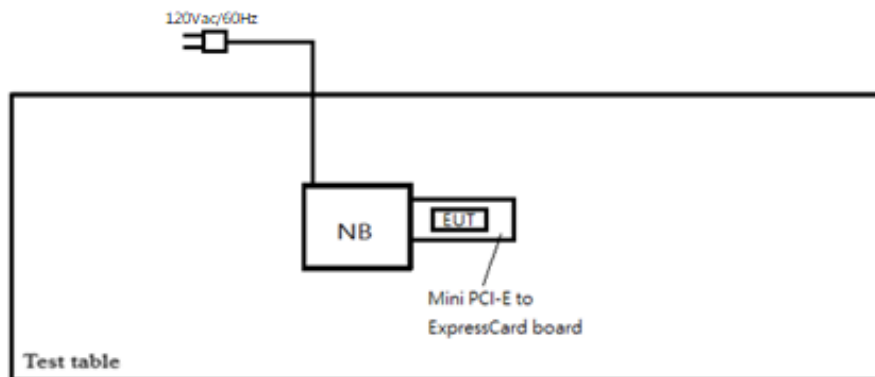 120Vac/60Hz
NB
EUT
Mini PCI-E to
ExpressCard board
Test table